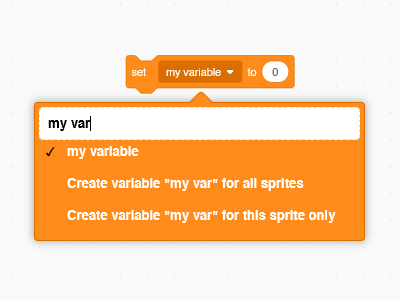 set my variable to 0
my var
my variable
Create variable "my var" for all sprites
Create variable "my var" for this sprite only